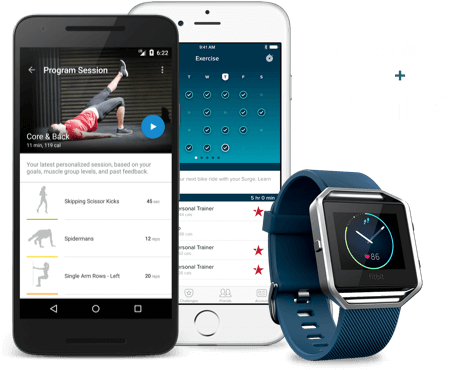 6:22
Program Session
Core & Back
11 min, 119 cal
Your latest personalized session, based on your
goals, muscle group levels, and past feedback.
Skipping Scissor Kicks
45 sec
Spidermans
12 reps
Single Arm Rows - Left
20 reps
9:41 AM
Exercise
T W T F S
next bike ride with your Surge. Learn
5 hr 0 min
ersonal Trainer
ersonal Trainer
ersonal Trainer
Challenges
Friends
Account
86
fitbit
+